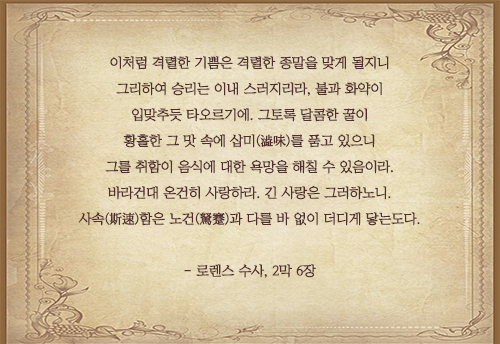 이처럼 격렬한 기쁨은 격렬한 종말을 맞게 될지니
그리하여 승리는 이내 스러지리라, 불과 화약이
입맞추듯 타오르기에. 그토록 달콤한 꿀이
황홀한 그 맛 속에 삽미(澁味)를 품고 있으니
그를 취함이 음식에 대한 욕망을 해칠 수 있음이라.
바라건대 온건히 사랑하라. 긴 사랑은 그러하노니.
사속(斯速)함은 노건(駑蹇)과 다를 바 없이 더디게 닿는도다.
- 로렌스 수사, 2막 6장